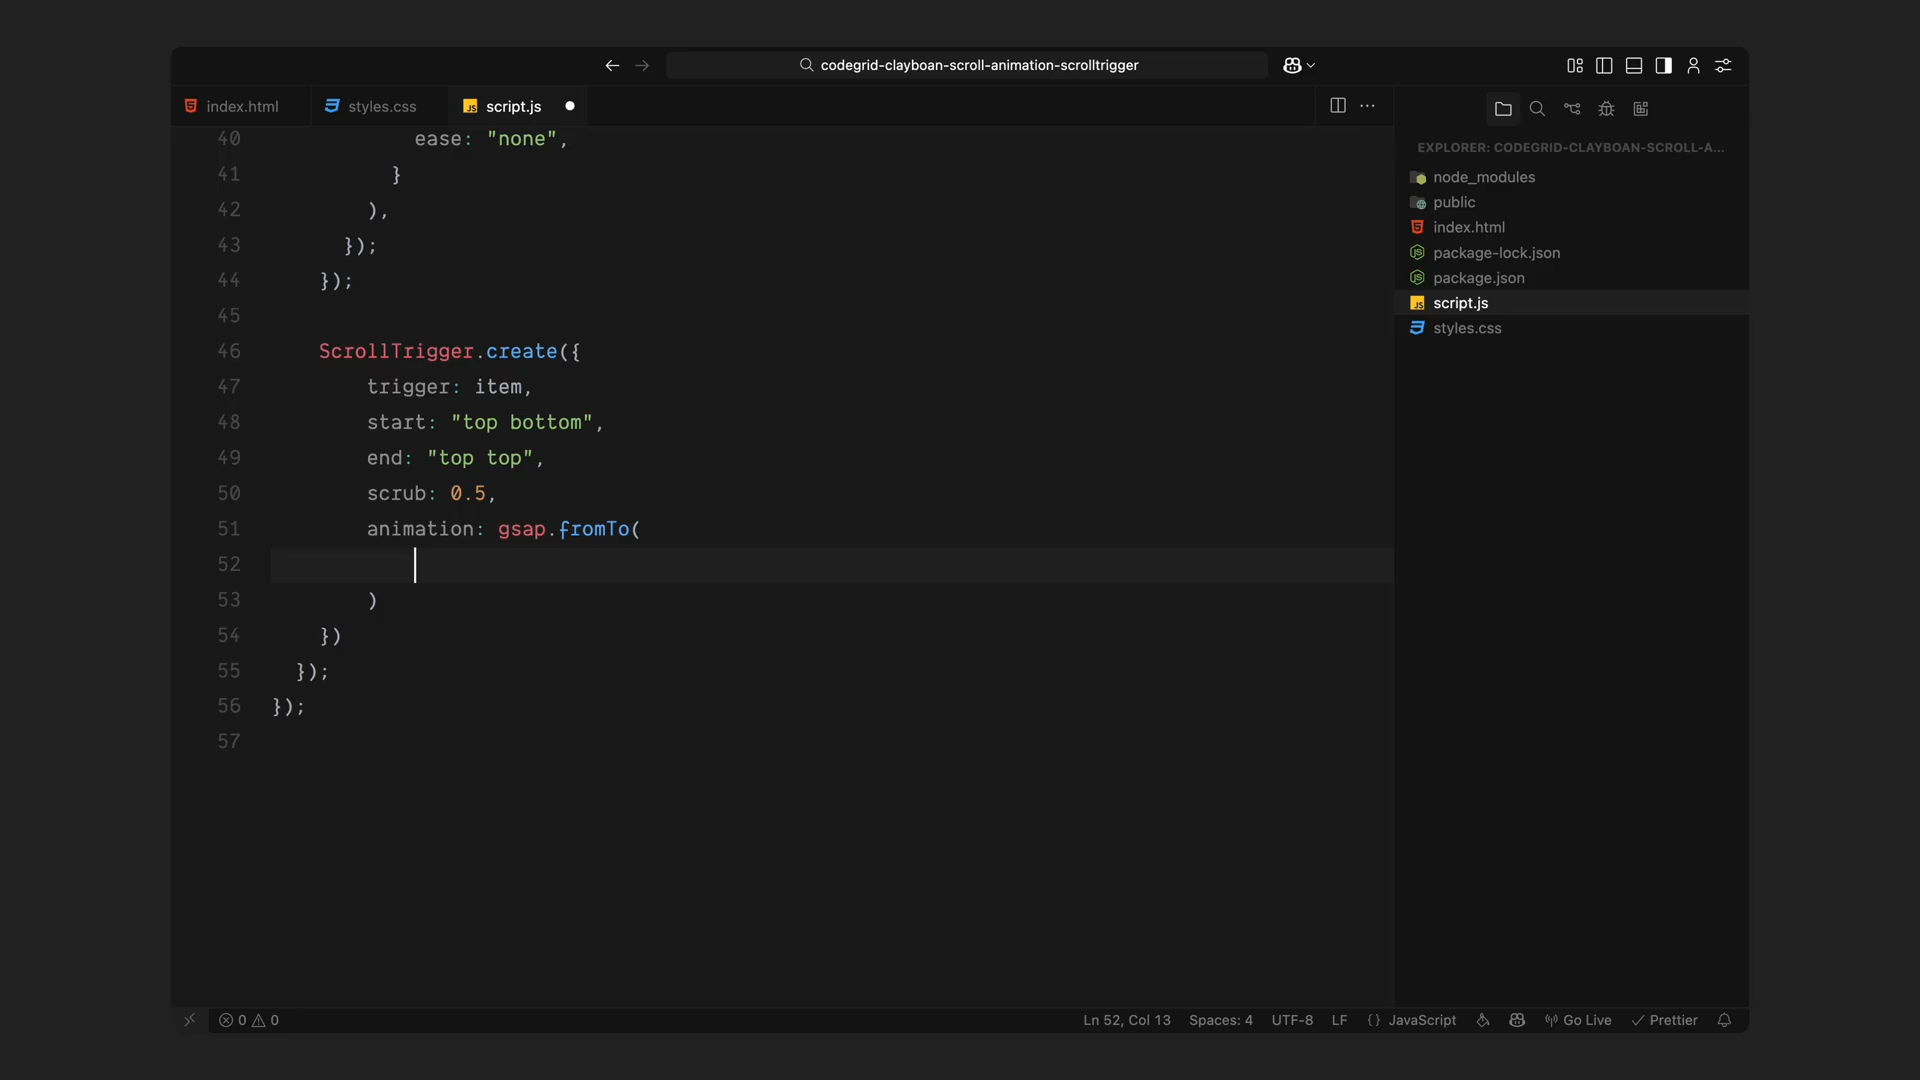 codegrid-clayboan-scroll-animation-scrolltrigger
index.html
styles.css
script.js
40 ease: "none",
41 }
42 ),
43 });
44 });
45
46 ScrollTrigger.create({
47 trigger: item,
48 start: "top bottom",
49 end: "top top",
50 scrub: 0.5,
51 animation: gsap.fromTo(
52
53 )
54 })
55 });
56 });
57
EXPLORER: CODEGRID-CLAYBOAN-SCROLL-A...
node_modules
public
index.html
package-lock.json
package.json
script.js
styles.css
0 0
Ln 52, Col 13
Spaces: 4
UTF-8
LF
{} JavaScript
Go Live
Prettier